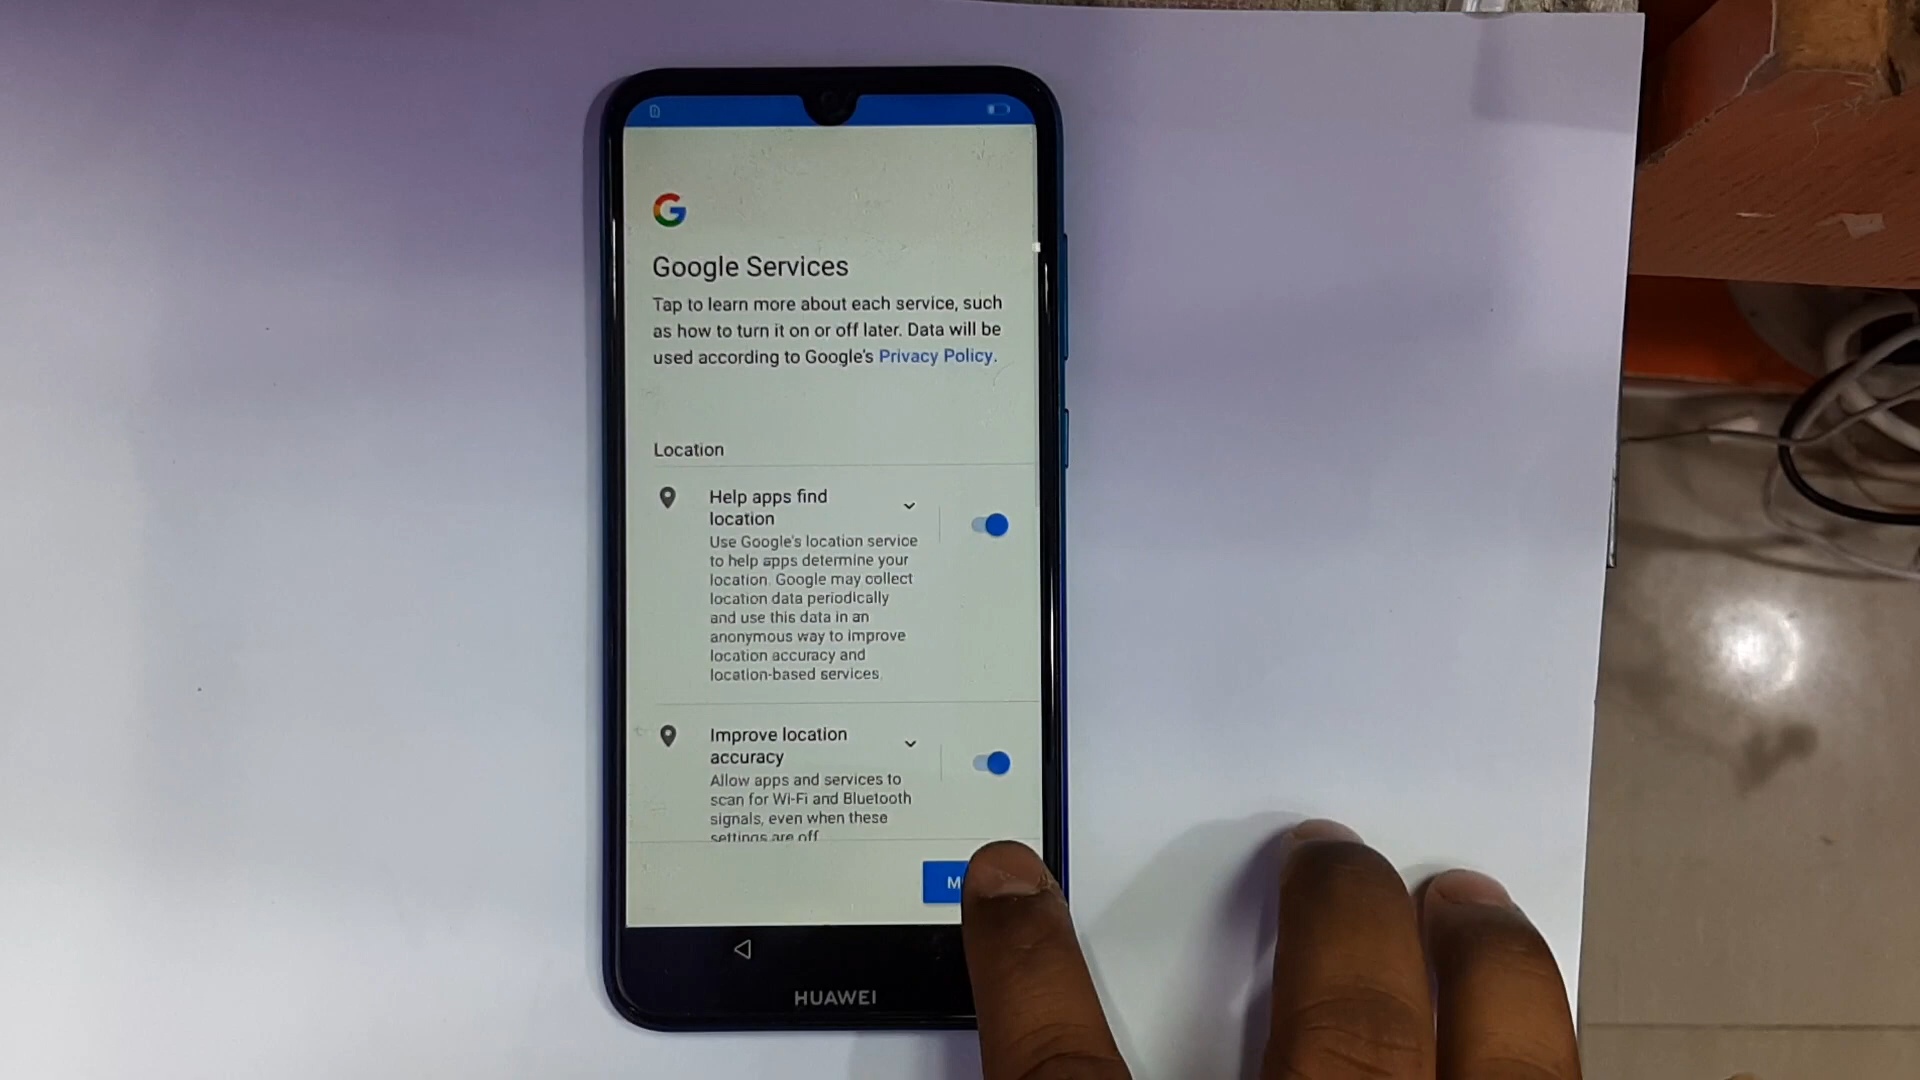 Google Services
Tap to learn more about each service, such
as how to turn it on or off later. Data will be
used according to Google's Privacy Policy.
Location
Help apps find
location
Use Google's location service
to help apps determine your
location. Google may collect
location data periodically
and use this data in an
anonymous way to improve
location accuracy and
location-based services.
Improve location
accuracy
Allow apps and services to
scan for Wi-Fi and Bluetooth
signals, even when these
settings are off.
HUAWEI